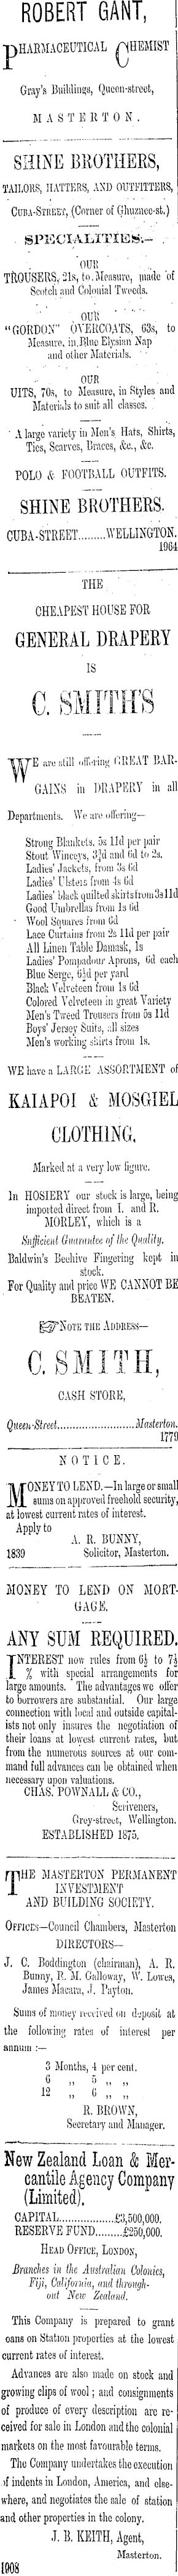 ROBERT GANT,
PHARMACEUTICAL CHEMIST
Gray's Buildings, Queen-street,
MASTERTON.
SHINE BROTHERS,
TAILORS, HATTERS, AND OUTFITTERS,
CUBA-STREET, (Corner of Ghuznee-st.)
SPECIALITIES.—
OUR
TROUSERS, 21s, to Measure, made of
Scotch and Colonial Tweeds.
OUR
"GORDON" OVERCOATS, 63s, to
Measure, in Blue Elysian Nap
and other Materials.
OUR
UITS, 70s, to Measure, in Styles and
Materials to suit all classes.
A large variety in Men's Hats, Shirts,
Ties, Scarves, Braces, &c., &c.
POLO & FOOTBALL OUTFITS.
SHINE BROTHERS.
CUBA-STREET.........WELLINGTON.
1964
THE
CHEAPEST HOUSE FOR
GENERAL DRAPERY
IS
C. SMITH'S
WE are still offering GREAT BAR-
GAINS in DRAPERY in all
Departments. We are offering—
Strong Blankets, 5s 11d per pair
Stout Winceys, 3½d and 6d to 2s.
Ladies' Jackets, from 3s 6d
Ladies' Ulsters from 4s 6d
Ladies' black quilted skirts from 3s 11d
Good Umbrellas from 1s 6d
Wool Squares from 6d
Lace Curtains from 2s 11d per pair
All Linen Table Damask, 1s
Ladies' Pompadour Aprons, 6d each
Blue Serge, 6½d per yard
Black Velveteen from 1s 6d
Colored Velveteen in great Variety
Men's Tweed Trousers from 5s 11d
Boys' Jersey Suits, all sizes
Men's working shirts from 1s.
WE have a LARGE ASSORTMENT of
KAIAPOI & MOSGIEL
CLOTHING,
Marked at a very low figure.
In HOSIERY our stock is large, being
imported direct from I. and R.
MORLEY, which is a
Sufficient Guarantee of the Quality.
Baldwin's Beehive Fingering kept in
stock.
For Quality and price WE CANNOT BE
BEATEN.
☞ NOTE THE ADDRESS—
C. SMITH,
CASH STORE,
Queen-Street.......................Masterton.
1779
NOTICE.
MONEY TO LEND.—In large or small
sums on approved freehold security,
at lowest current rates of interest.
Apply to
A. R. BUNNY,
1839 Solicitor, Masterton.
MONEY TO LEND ON MORT-
GAGE.
ANY SUM REQUIRED.
INTEREST now rules from 6½ to 7½
% with special arrangements for
large amounts. The advantages we offer
to borrowers are substantial. Our large
connection with local and outside capital-
ists not only insures the negotiation of
their loans at lowest current rates, but
from the numerous sources at our com-
mand full advances can be obtained when
necessary upon valuations.
CHAS. POWNALL & CO.,
Scriveners,
Grey-street, Wellington.
ESTABLISHED 1875.
THE MASTERTON PERMANENT
INVESTMENT
AND BUILDING SOCIETY.
OFFICES—Council Chambers, Masterton
DIRECTORS—
J. C. Boddington (chairman), A. R.
Bunny, R. M. Galloway, W. Lowes,
James Macara, J. Payton.
Sums of money received on deposit at
the following rates of interest per
annum :—
3 Months, 4 per cent.
6 „ 5 „ „
12 „ 6 „ „
R. BROWN,
Secretary and Manager.
New Zealand Loan & Mer-
cantile Agency Company
(Limited).
CAPITAL................£3,500,000.
RESERVE FUND.........£250,000.
HEAD OFFICE, LONDON,
Branches in the Australian Colonies,
Fiji, California, and through-
out New Zealand.
This Company is prepared to grant
oans on Station properties at the lowest
current rates of interest.
Advances are also made on stock and
growing clips of wool ; and consignments
of produce of every description are re-
ceived for sale in London and the colonial
markets on the most favourable terms.
The Company undertakes the execution
of indents in London, America, and else-
where, and negotiates the sale of station
and other properties in the colony.
J. B. KEITH, Agent,
Masterton.
1908